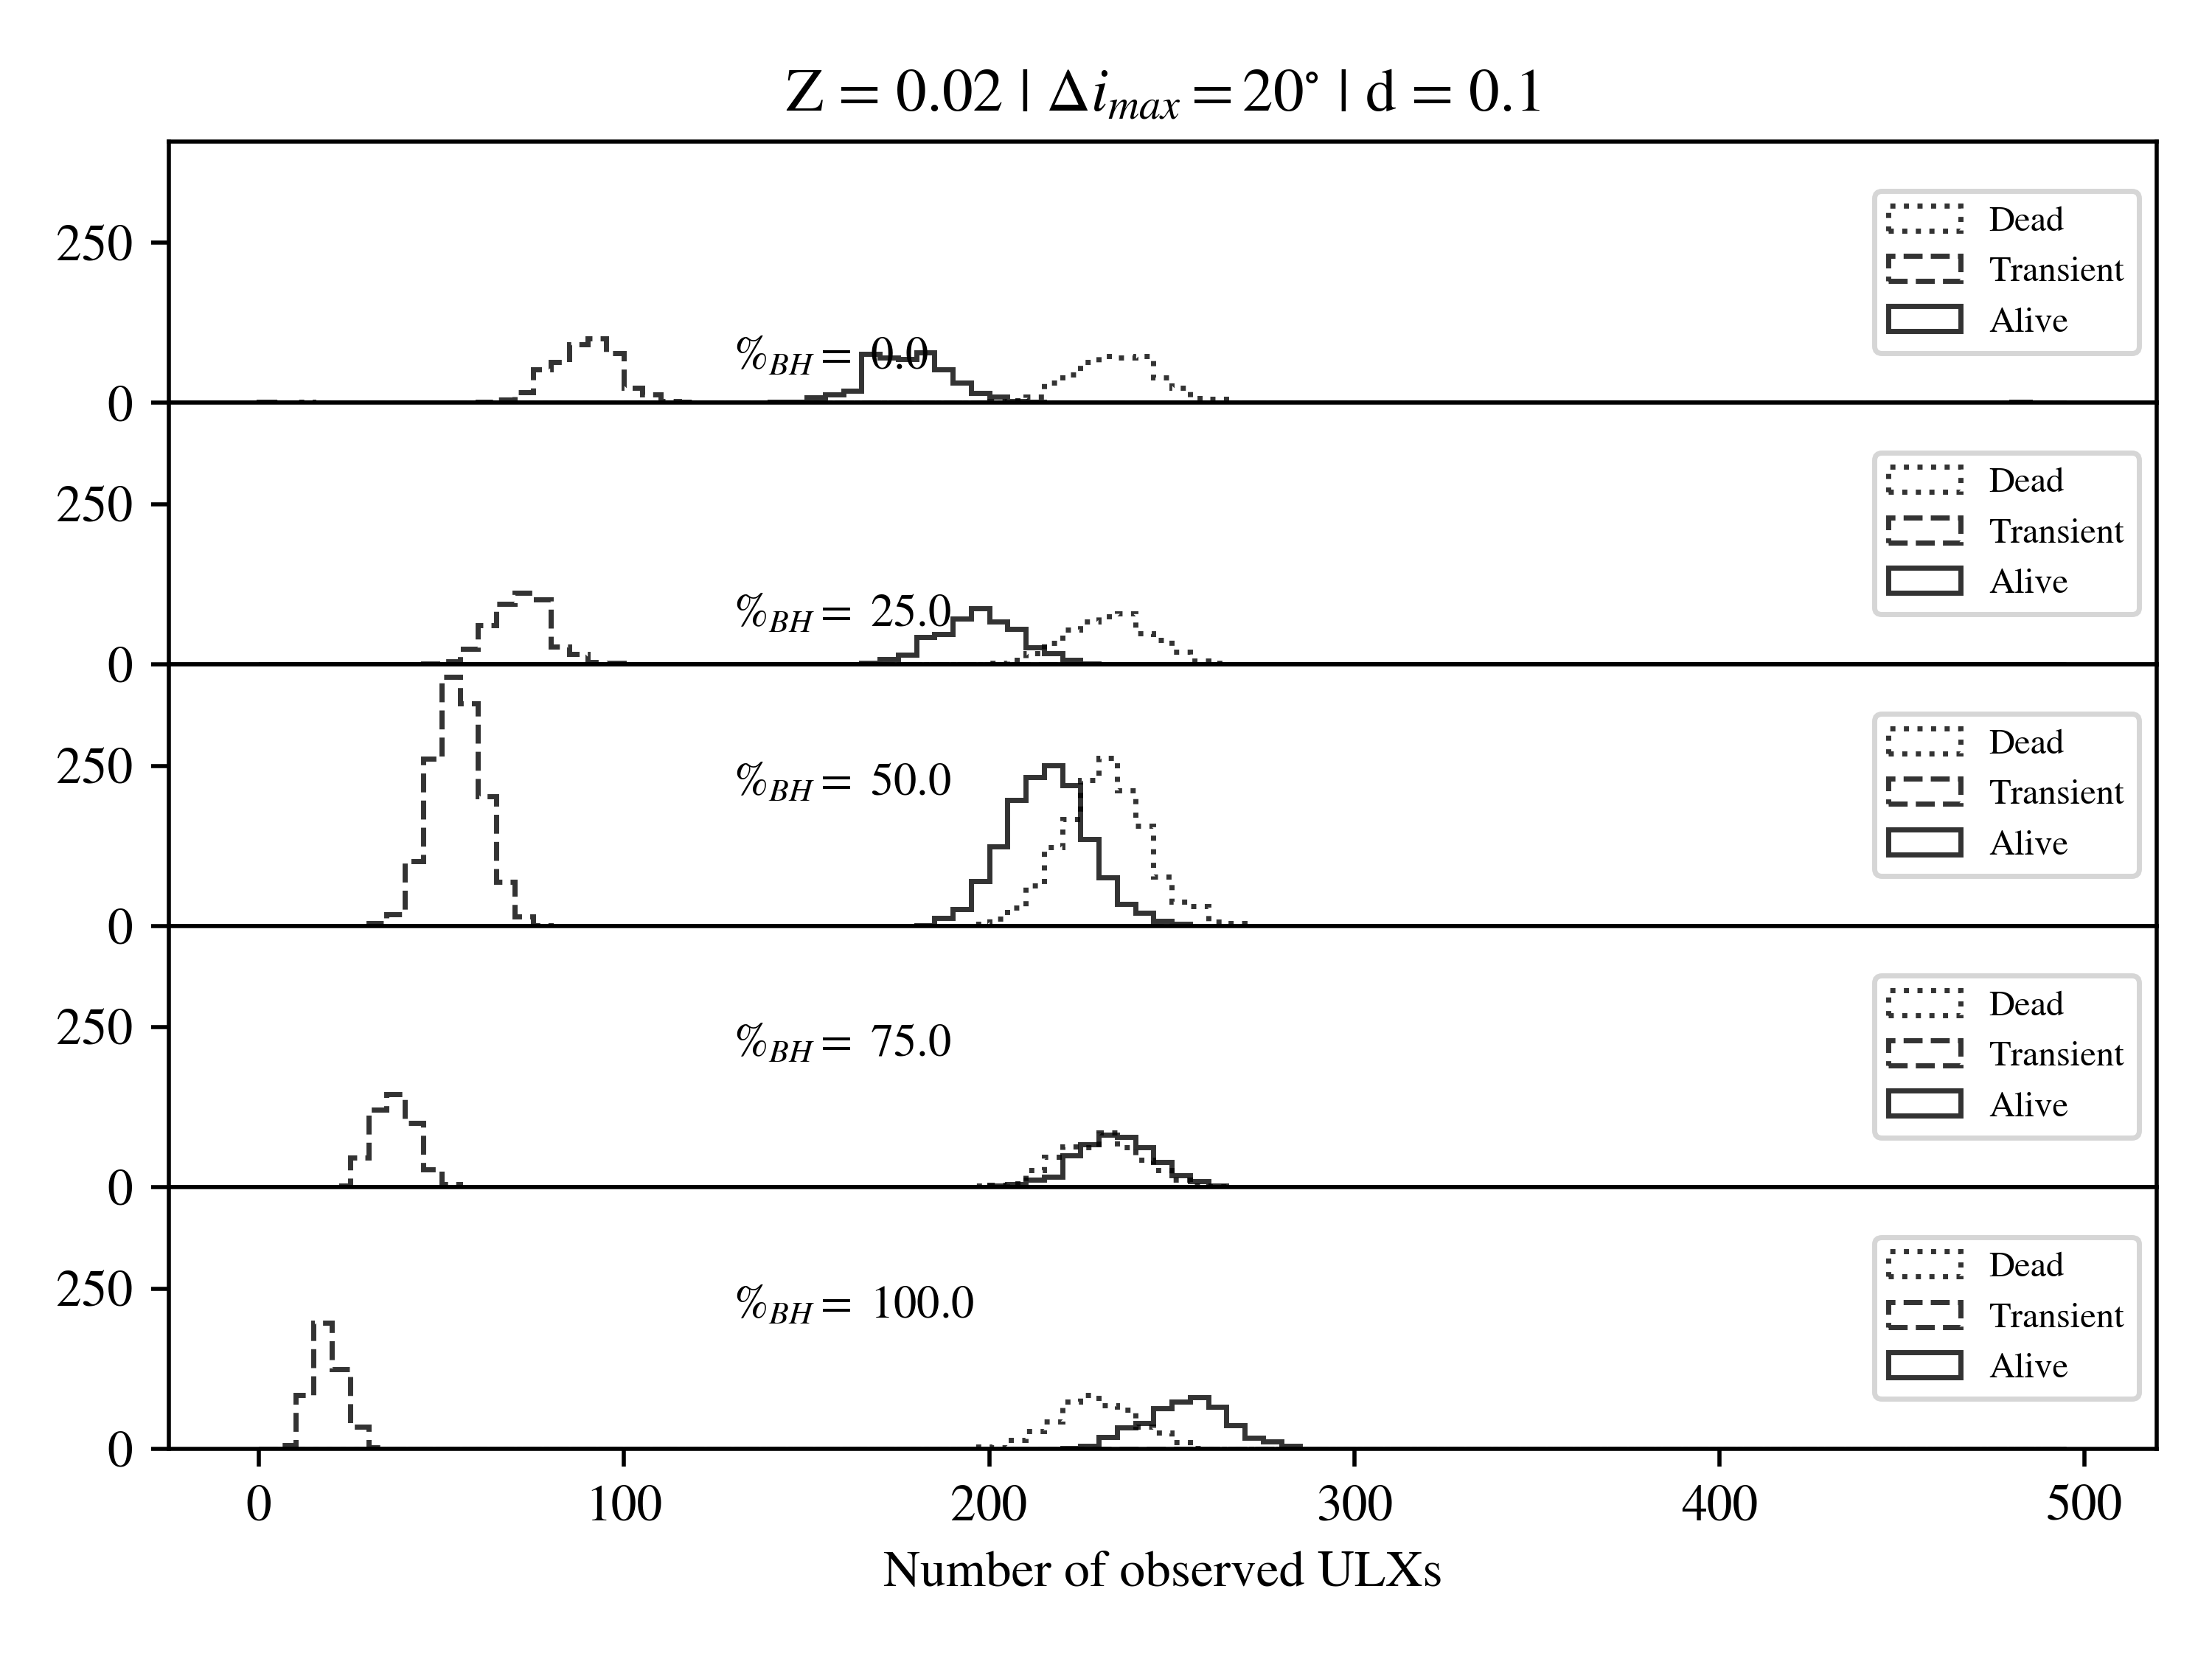 Z = 0.02 | Δi_max = 20° | d = 0.1
250
0
%_BH = 0.0
Dead
Transient
Alive
250
0
%_BH = 25.0
Dead
Transient
Alive
250
0
%_BH = 50.0
Dead
Transient
Alive
250
0
%_BH = 75.0
Dead
Transient
Alive
250
0
%_BH = 100.0
Dead
Transient
Alive
0 100 200 300 400 500
Number of observed ULXs